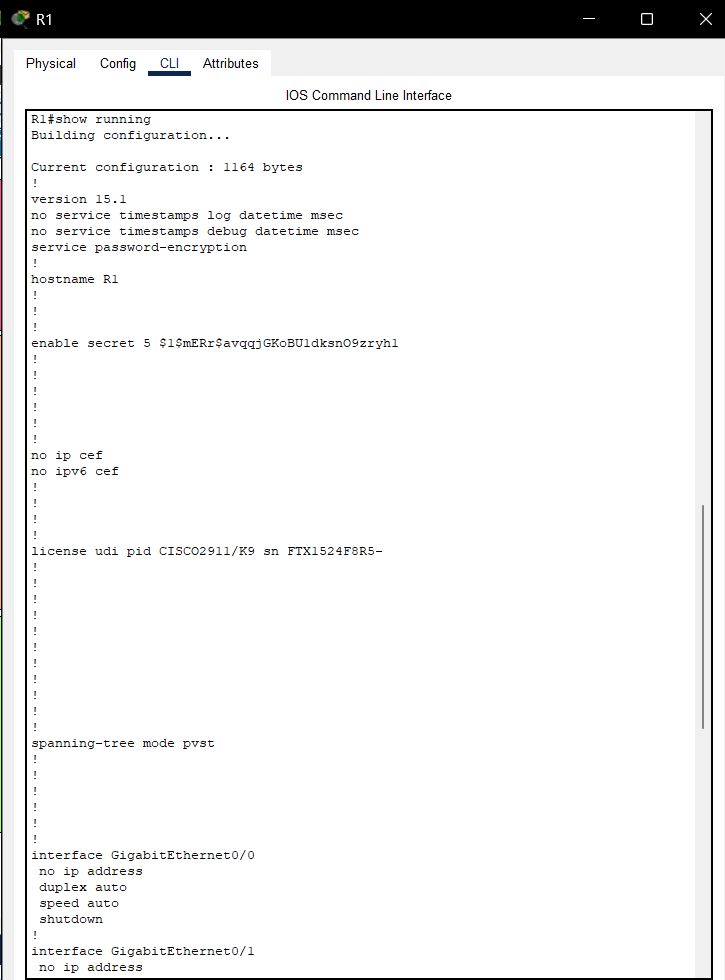 R1
Physical Config CLI Attributes
IOS Command Line Interface
R1#show running
Building configuration...
Current configuration : 1164 bytes
!
version 15.1
no service timestamps log datetime msec
no service timestamps debug datetime msec
service password-encryption
!
hostname R1
!
!
!
enable secret 5 $1$mERr$avqqjGKoBU1dksnO9zryh1
!
!
!
!
!
!
no ip cef
no ipv6 cef
!
!
!
!
license udi pid CISCO2911/K9 sn FTX1524F8R5-
!
!
!
!
!
!
!
!
!
!
!
spanning-tree mode pvst
!
!
!
!
!
!
interface GigabitEthernet0/0
no ip address
duplex auto
speed auto
shutdown
!
interface GigabitEthernet0/1
no ip address